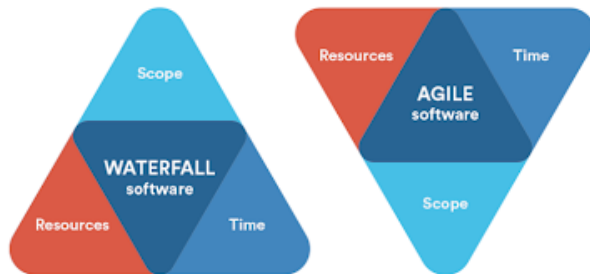 Scope
WATERFALL
software
Resources
Time
Resources
Time
AGILE
software
Scope